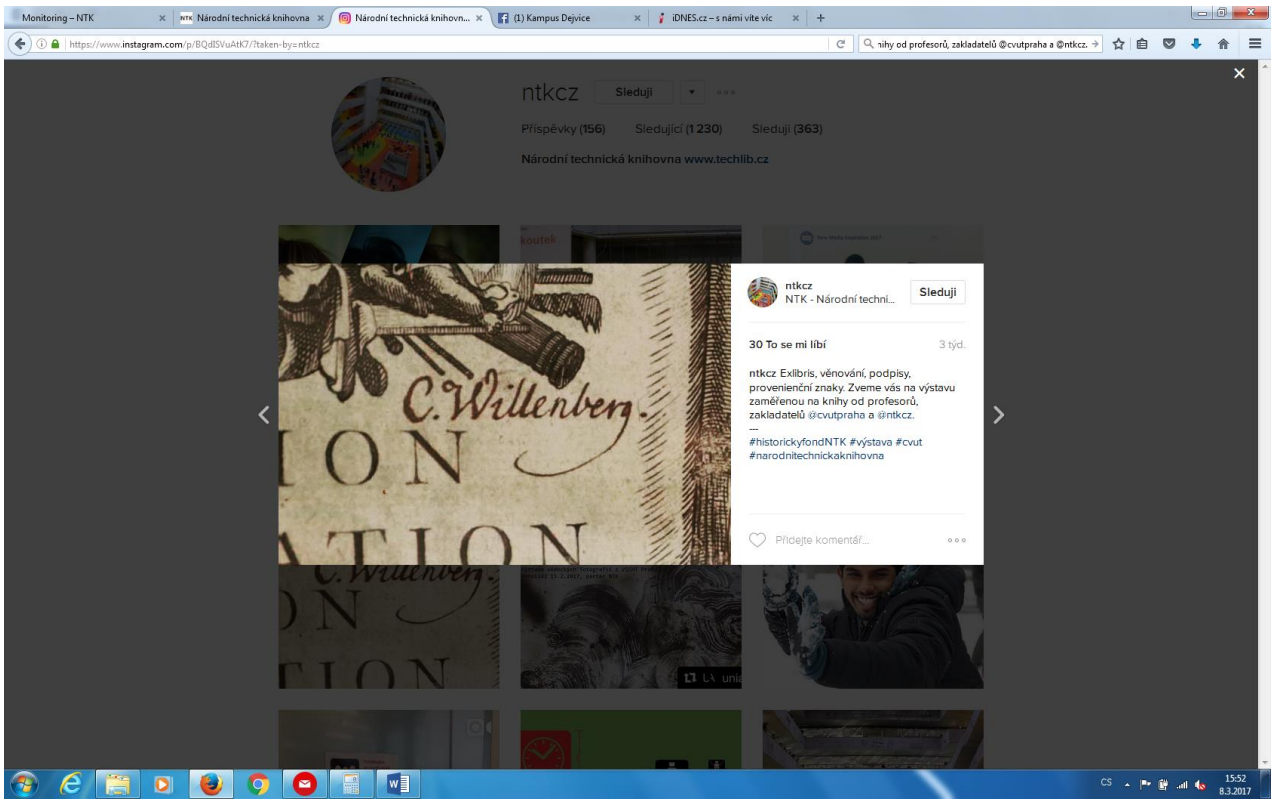 Monitoring – NTK
NTK Národní technická knihovna
Národní technická knihovn...
(1) Kampus Dejvice
iDNES.cz – s námi víte víc
https://www.instagram.com/p/BQdISVuAtK7/?taken-by=ntkcz
nihy od profesorů, zakladatelů @cvutpraha a @ntkcz.
ntkcz Sleduji
Příspěvky (156) Sledující (1 230) Sleduji (363)
Národní technická knihovna www.techlib.cz
koutek
C. Willenberg.
ION
ATION
ntkcz
NTK - Národní techni...
Sleduji
30 To se mi líbí 3 týd.
ntkcz Exlibris, věnování, podpisy,
provenienční znaky. Zveme vás na výstavu
zaměřenou na knihy od profesorů,
zakladatelů @cvutpraha a @ntkcz.
---
#historickyfondNTK #výstava #cvut
#narodnitechnickaknihovna
Přidejte komentář...
C. Willenberg.
ON
TION
CS
15:52
8.3.2017